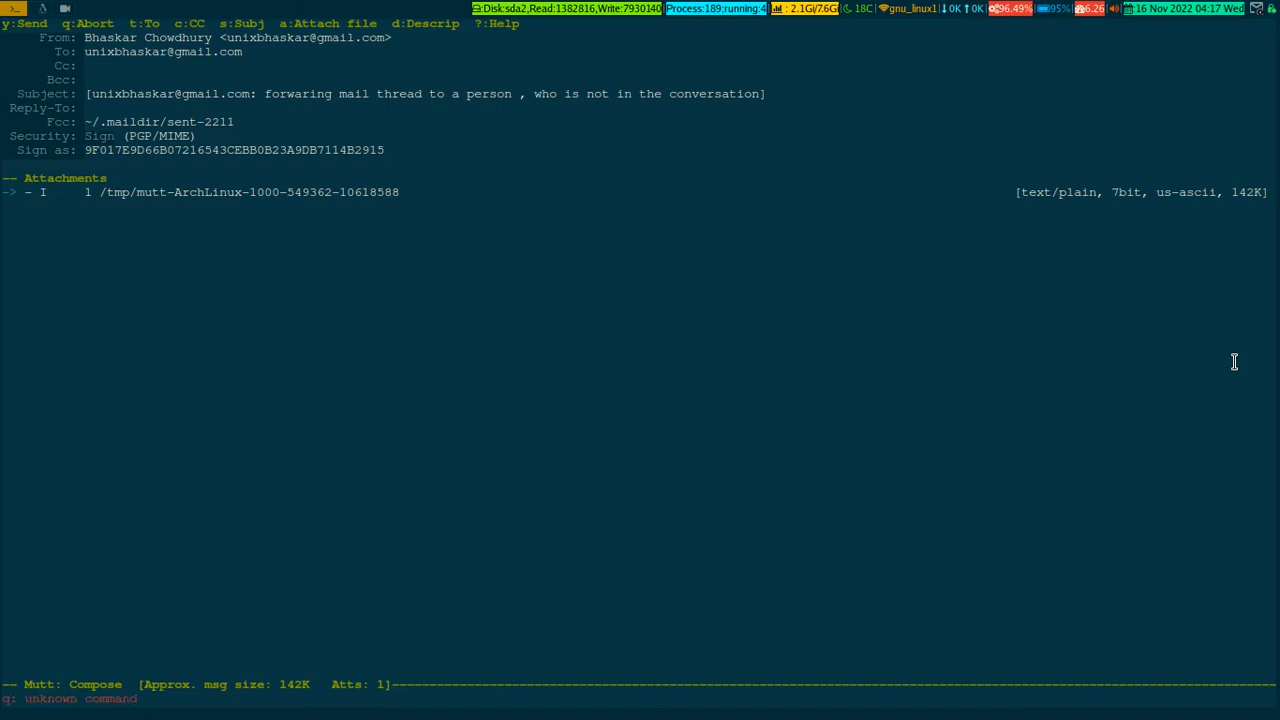 >_ Disk:sda2,Read:1382816,Write:7930140 Process:189;running:4 : 2.1Gi/7.6Gi 18C gnu_linux1 ↓0K ↑0K 96.49% 95% 6.26 :16 Nov 2022 04:17 Wed
y:Send q:Abort t:To c:CC s:Subj a:Attach file d:Descrip ?:Help
From: Bhaskar Chowdhury <unixbhaskar@gmail.com>
To: unixbhaskar@gmail.com
Cc:
Bcc:
Subject: [unixbhaskar@gmail.com: forwaring mail thread to a person , who is not in the conversation]
Reply-To:
Fcc: ~/.maildir/sent-2211
Security: Sign (PGP/MIME)
Sign as: 9F017E9D66B07216543CEBB0B23A9DB7114B2915
-- Attachments
-> - I 1 /tmp/mutt-ArchLinux-1000-549362-10618588 [text/plain, 7bit, us-ascii, 142K]
-- Mutt: Compose [Approx. msg size: 142K Atts: 1]------------------------------------------------------------
q: unknown command